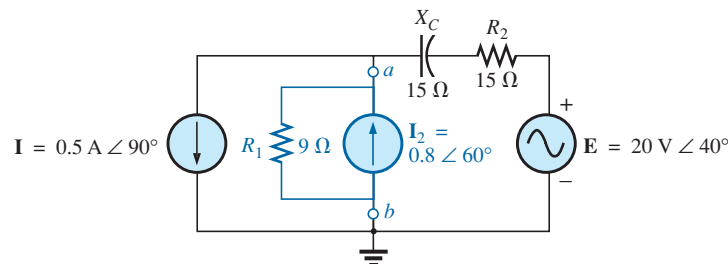 X_C
R_2
15 Ω
15 Ω
a
+
I = 0.5 A ∠ 90°
R_1
9 Ω
I_2 =
0.8 ∠ 60°
E = 20 V ∠ 40°
−
b